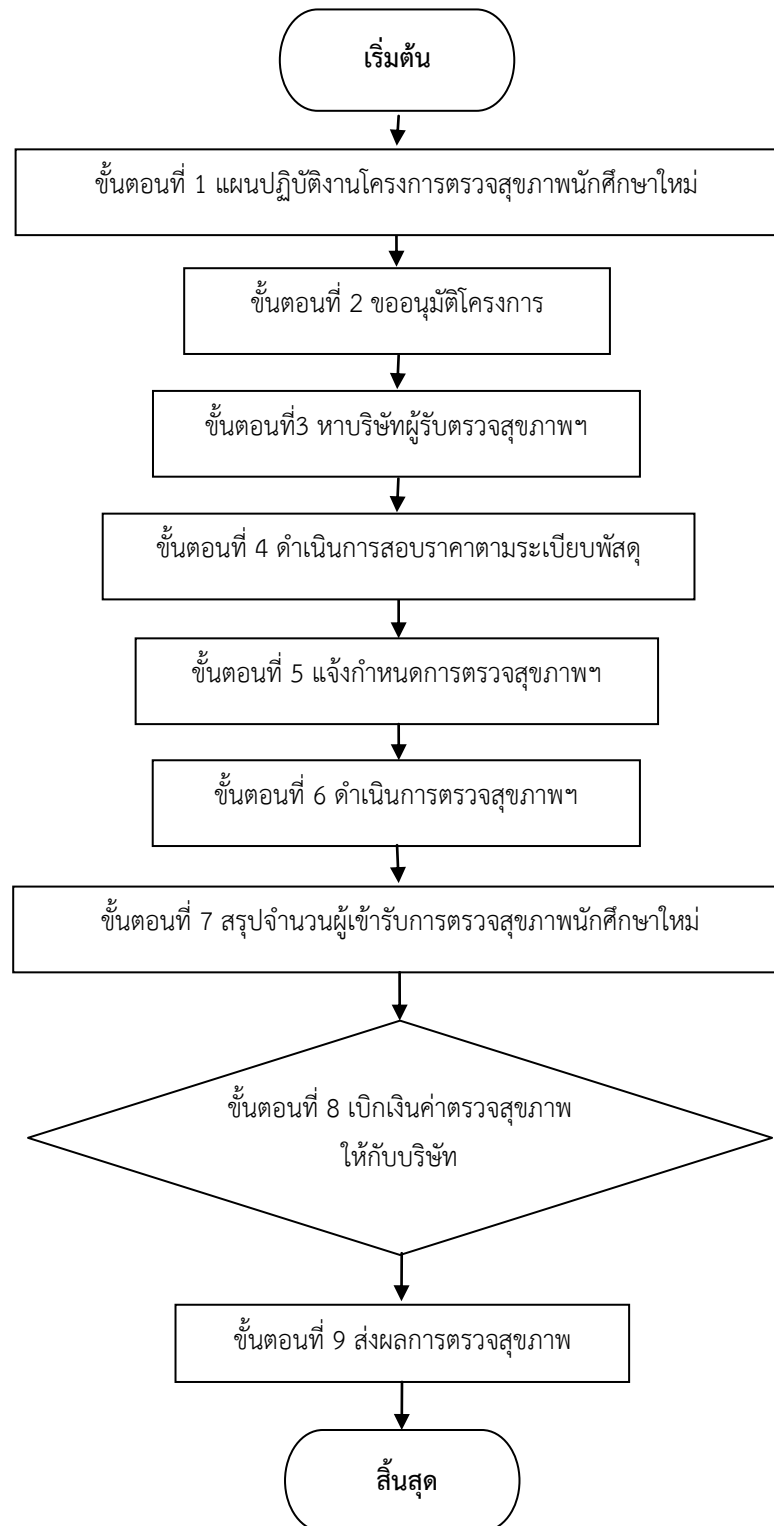 เริ่มต้น
ขั้นตอนที่ 1 แผนปฏิบัติงานโครงการตรวจสุขภาพนักศึกษาใหม่
ขั้นตอนที่ 2 ขออนุมัติโครงการ
ขั้นตอนที่3 หาบริษัทผู้รับตรวจสุขภาพฯ
ขั้นตอนที่ 4 ดำเนินการสอบราคาตามระเบียบพัสดุ
ขั้นตอนที่ 5 แจ้งกำหนดการตรวจสุขภาพฯ
ขั้นตอนที่ 6 ดำเนินการตรวจสุขภาพฯ
ขั้นตอนที่ 7 สรุปจำนวนผู้เข้ารับการตรวจสุขภาพนักศึกษาใหม่
ขั้นตอนที่ 8 เบิกเงินค่าตรวจสุขภาพ
ให้กับบริษัท
ขั้นตอนที่ 9 ส่งผลการตรวจสุขภาพ
สิ้นสุด